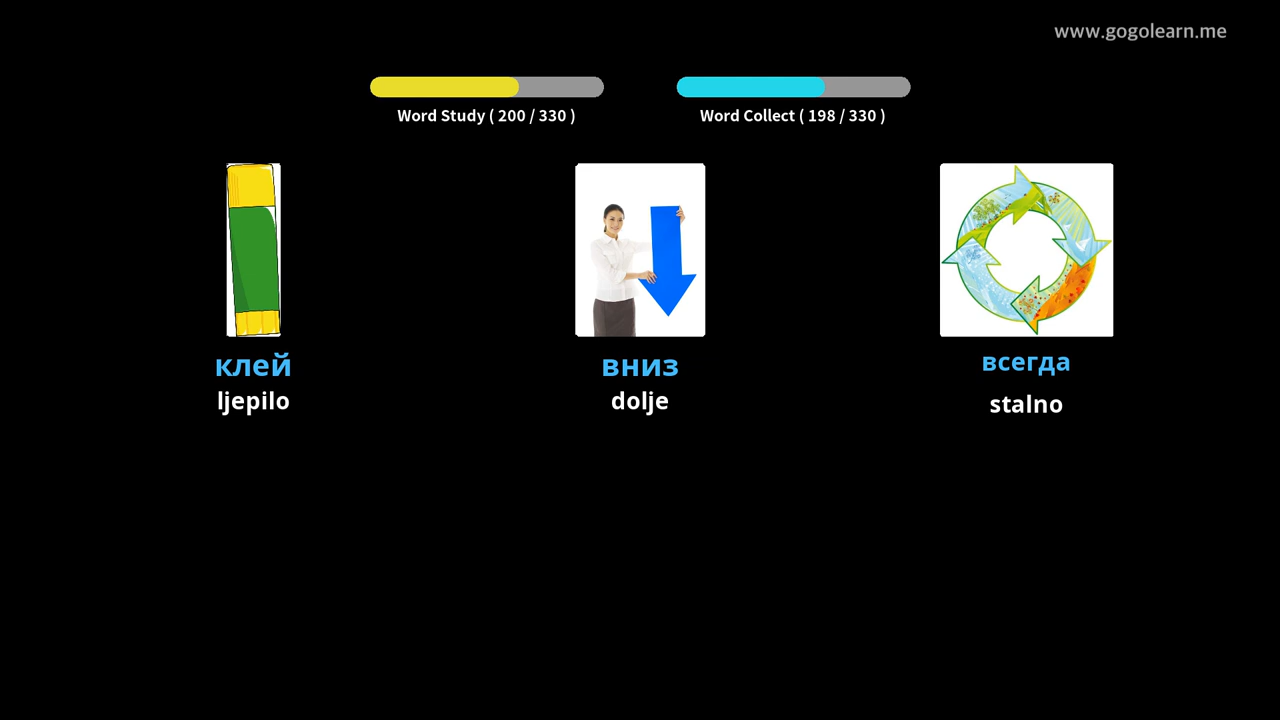 www.gogolearn.me
Word Study ( 200 / 330 )
Word Collect ( 198 / 330 )
клей
вниз
всегда
ljepilo
dolje
stalno